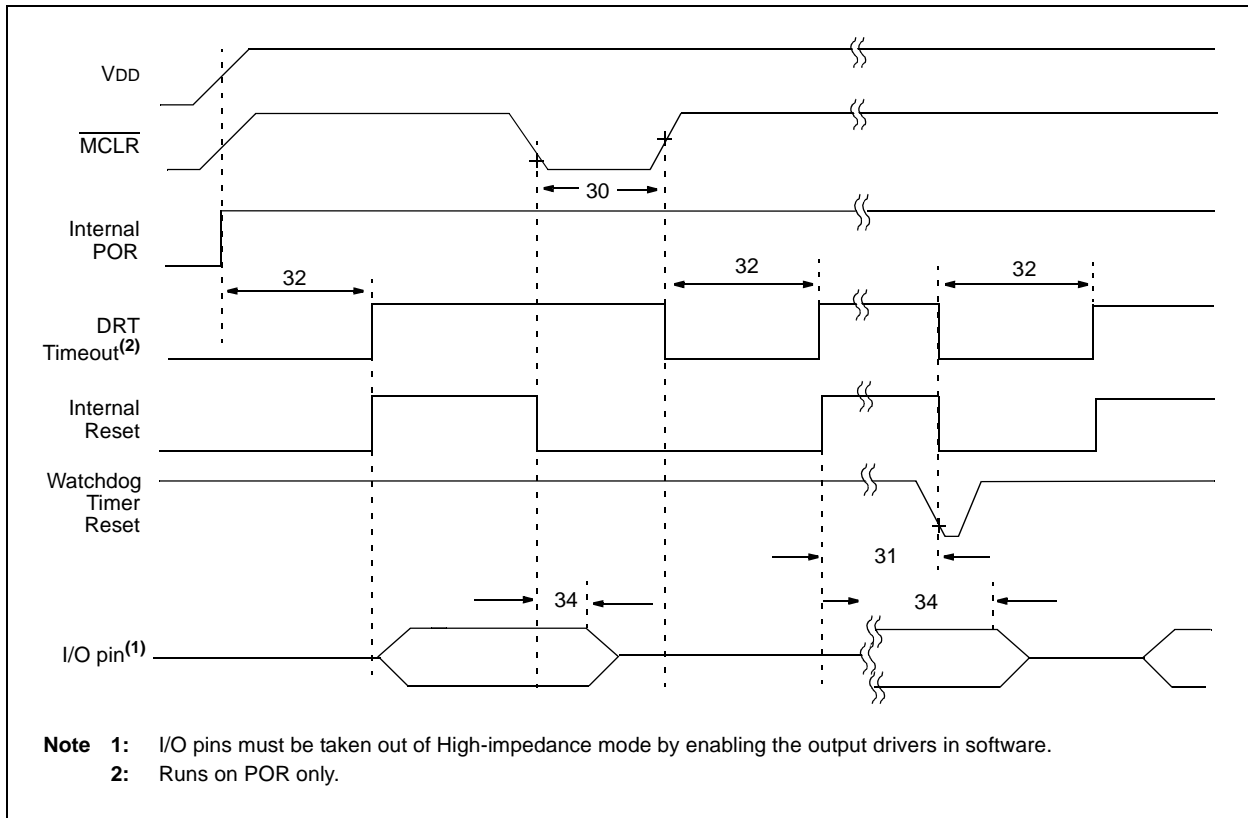 VDD
MCLR
30
Internal
POR
32
32
32
DRT
Timeout(2)
Internal
Reset
Watchdog
Timer
Reset
31
34
34
I/O pin(1)
Note 1: I/O pins must be taken out of High-impedance mode by enabling the output drivers in software.
2: Runs on POR only.